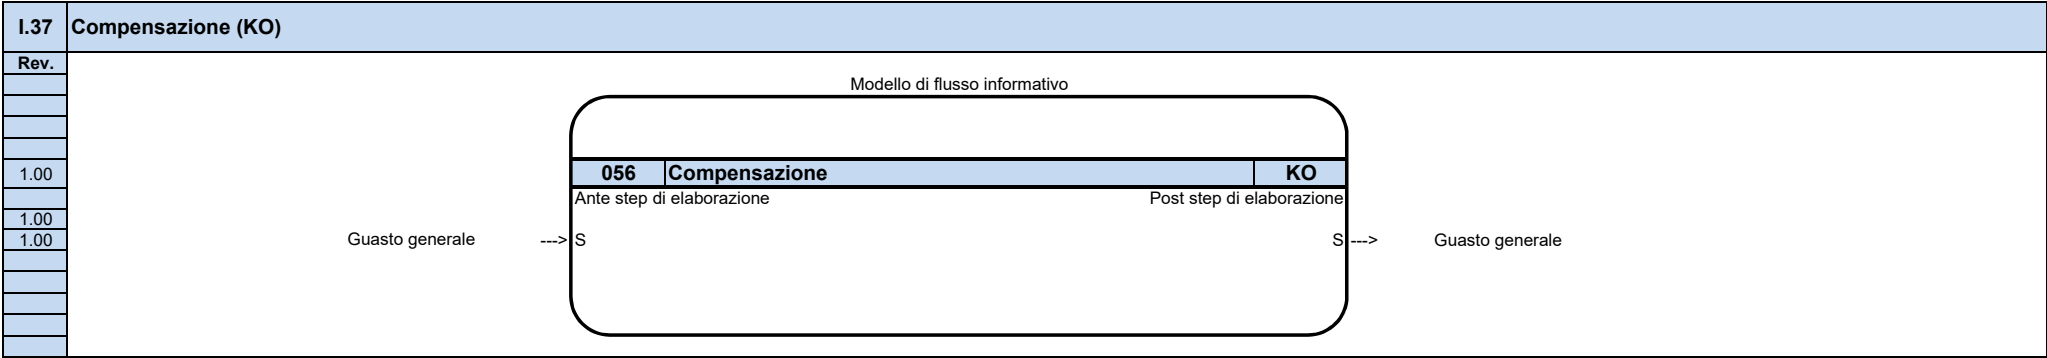 I.37 Compensazione (KO)
Rev.
Modello di flusso informativo
1.00 056 Compensazione KO
Ante step di elaborazione Post step di elaborazione
1.00
1.00 Guasto generale ---> S S ---> Guasto generale